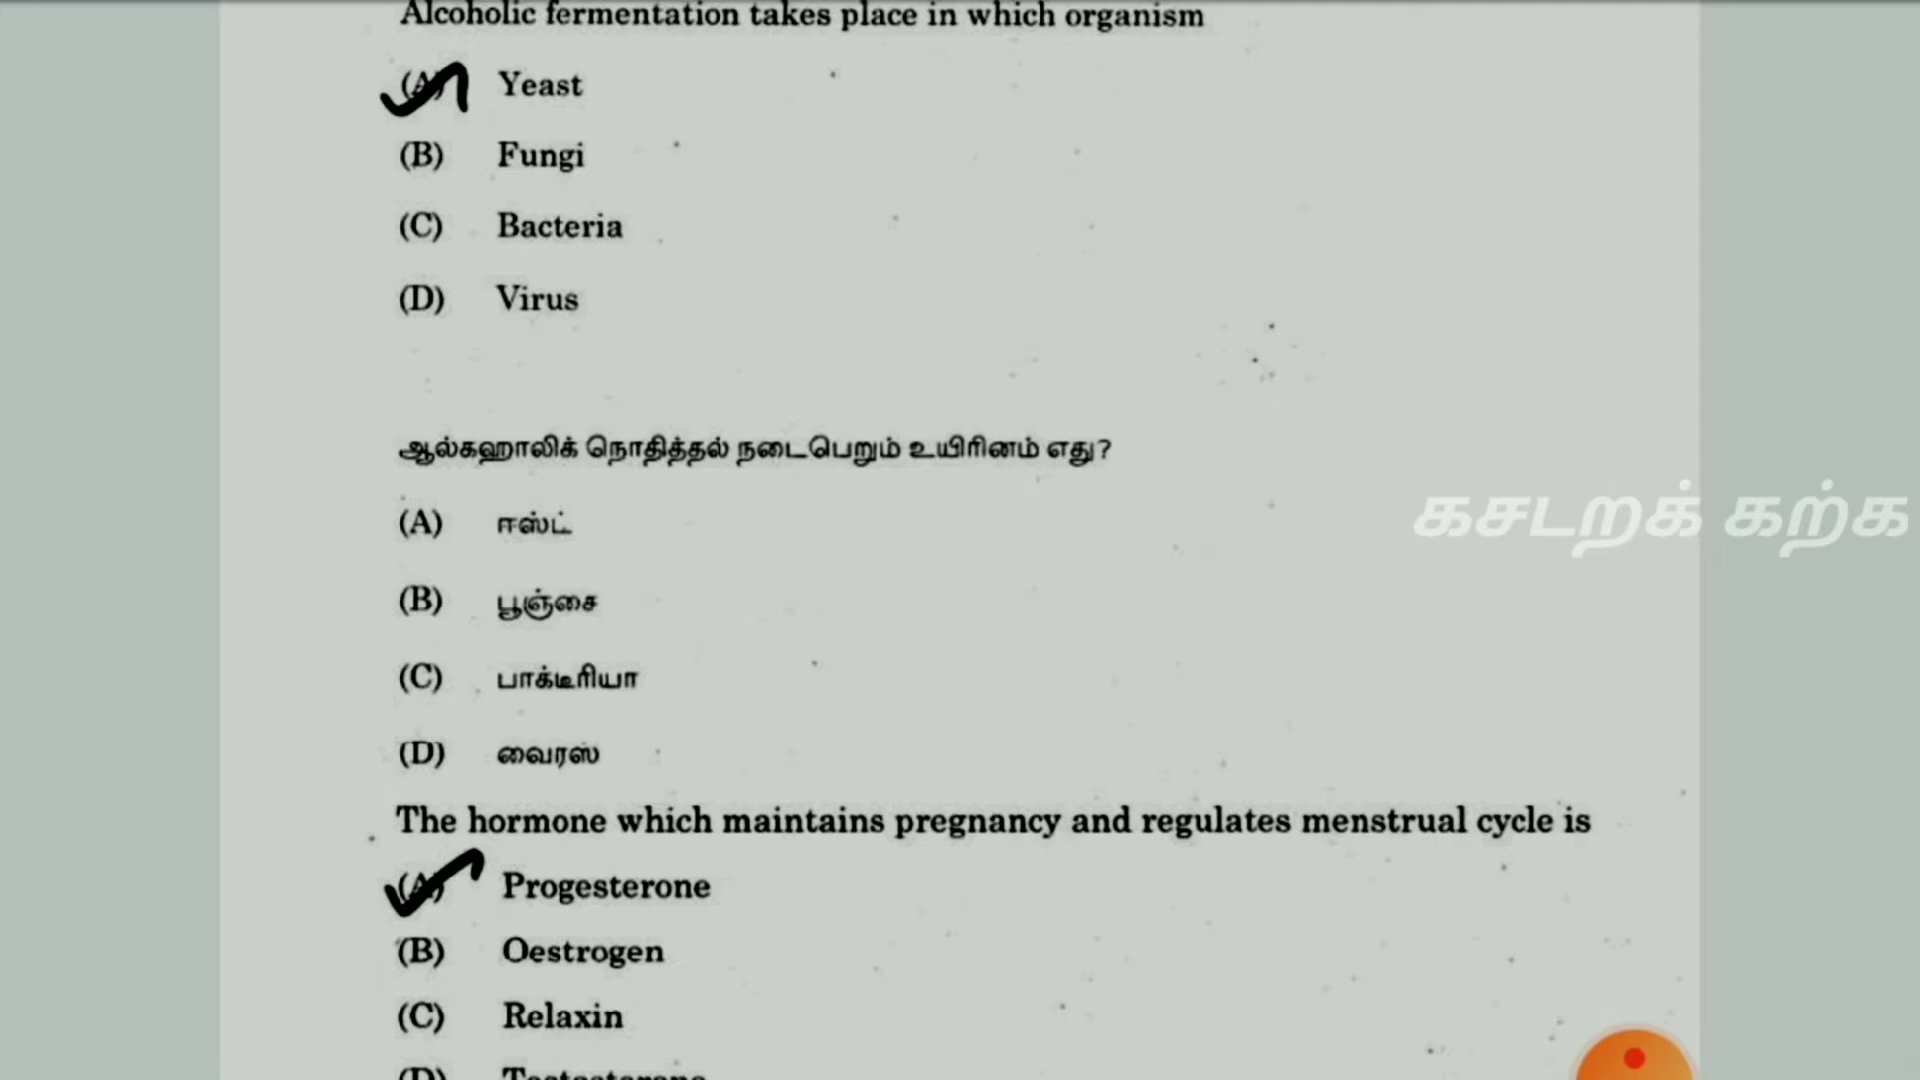 Alcoholic fermentation takes place in which organism
(A) Yeast
(B) Fungi
(C) Bacteria
(D) Virus
ஆல்கஹாலிக் நொதித்தல் நடைபெறும் உயிரினம் எது?
(A) ஈஸ்ட்
(B) பூஞ்சை
(C) பாக்டீரியா
(D) வைரஸ்
கசடறக் கற்க
The hormone which maintains pregnancy and regulates menstrual cycle is
(A) Progesterone
(B) Oestrogen
(C) Relaxin
(D) Testosterone